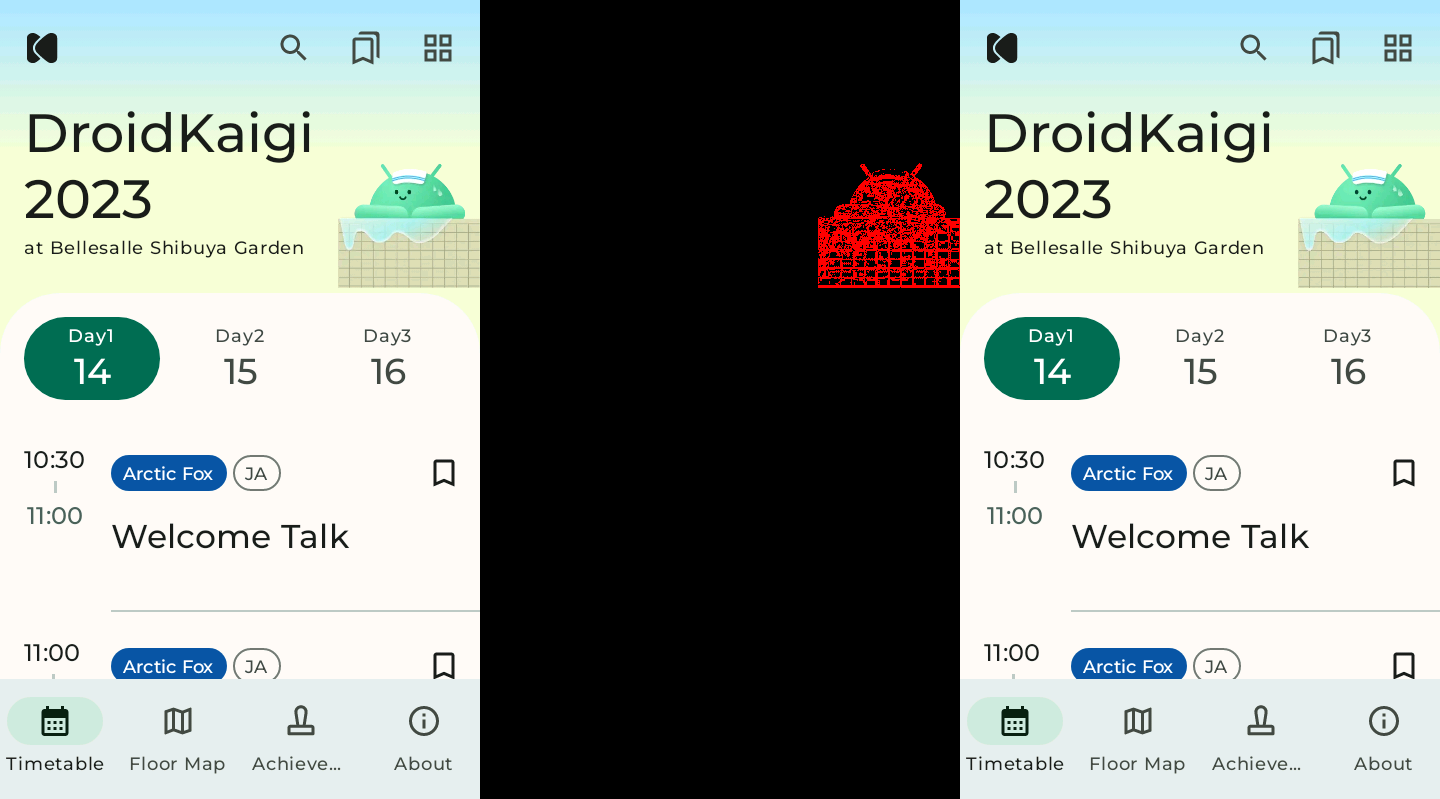 DroidKaigi
2023
at Bellesalle Shibuya Garden
Day1
14
Day2
15
Day3
16
10:30
11:00
Arctic Fox
JA
Welcome Talk
11:00
Arctic Fox
JA
Timetable
Floor Map
Achieve...
About
DroidKaigi
2023
at Bellesalle Shibuya Garden
Day1
14
Day2
15
Day3
16
10:30
11:00
Arctic Fox
JA
Welcome Talk
11:00
Arctic Fox
JA
Timetable
Floor Map
Achieve...
About